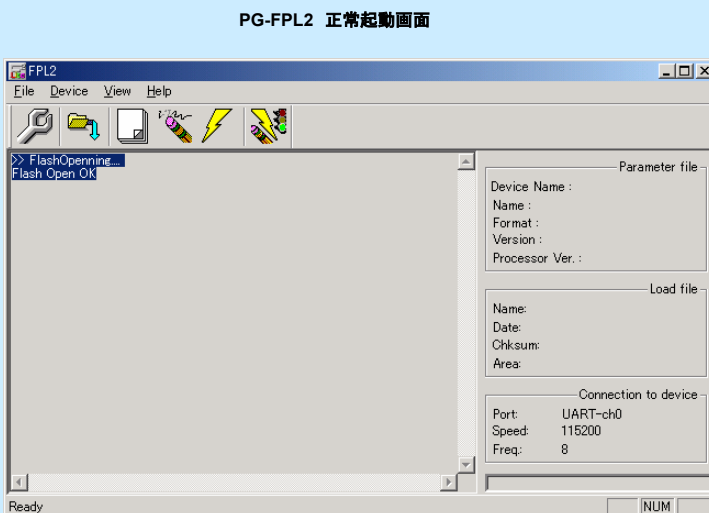 PG-FPL2 正常起動画面
FPL2
File Device View Help
>> FlashOpenning....
Flash Open OK
Parameter file
Device Name :
Name :
Format :
Version :
Processor Ver. :
Load file
Name:
Date:
Chksum:
Area:
Connection to device
Port: UART-ch0
Speed: 115200
Freq.: 8
Ready
NUM